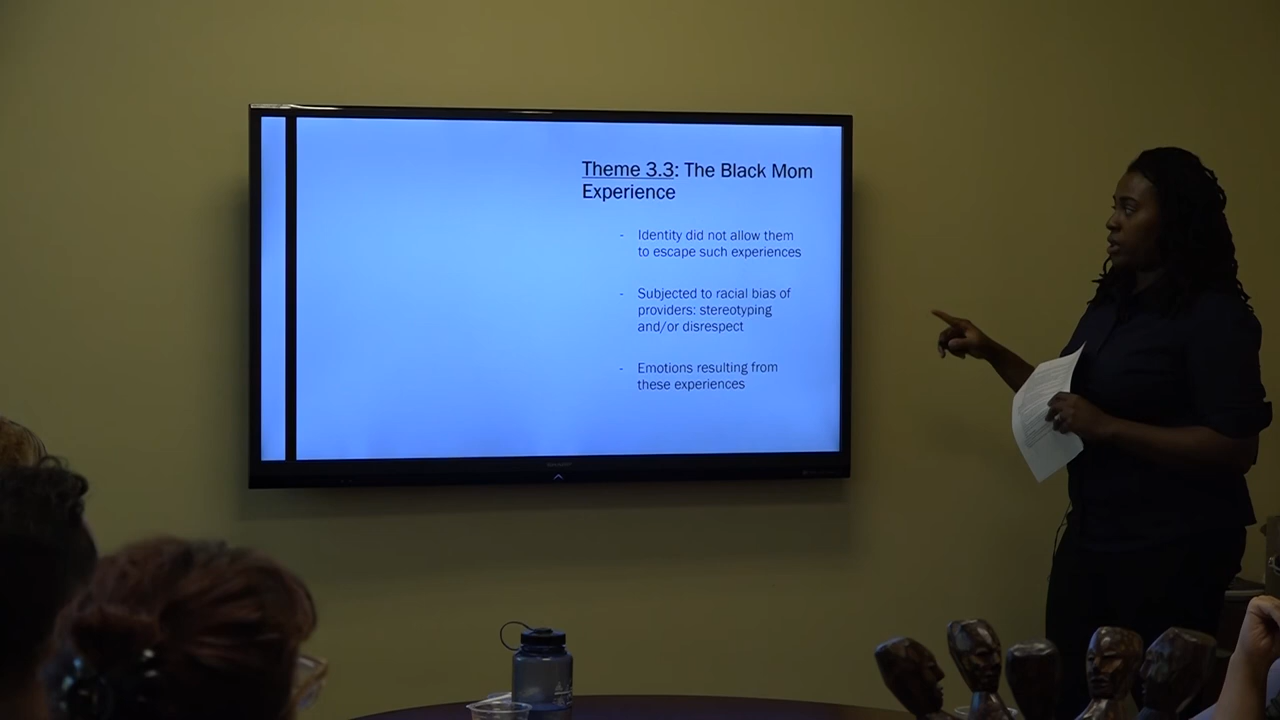 Theme 3.3: The Black Mom
Experience
- Identity did not allow them
to escape such experiences
- Subjected to racial bias of
providers: stereotyping
and/or disrespect
- Emotions resulting from
these experiences